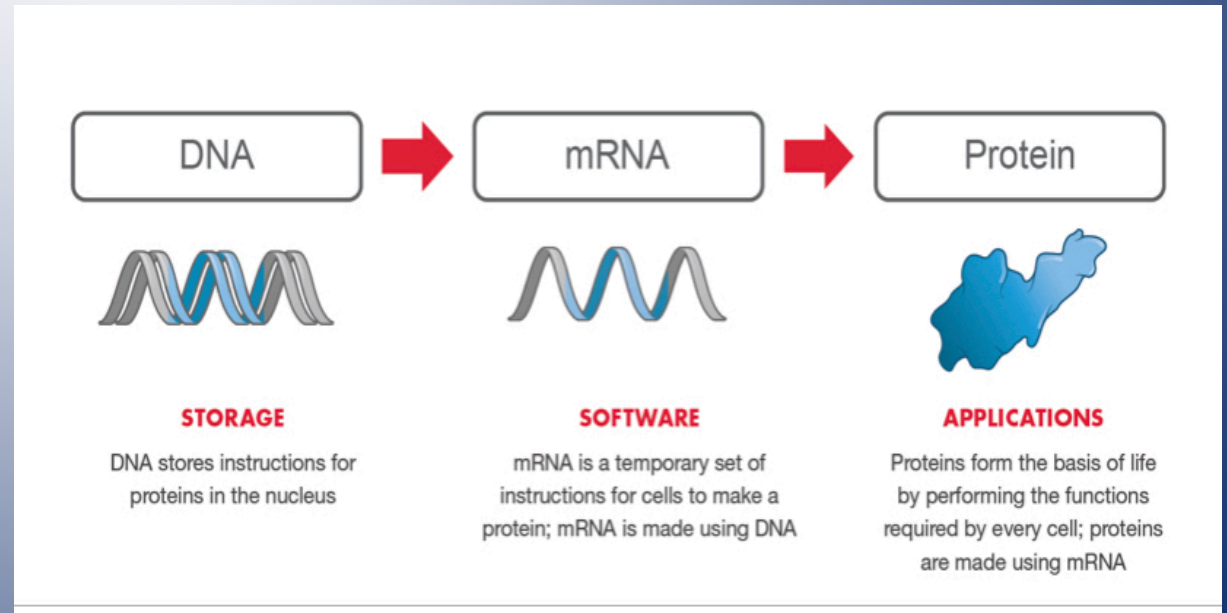 DNA
mRNA
Protein
STORAGE
DNA stores instructions for
proteins in the nucleus
SOFTWARE
mRNA is a temporary set of
instructions for cells to make a
protein; mRNA is made using DNA
APPLICATIONS
Proteins form the basis of life
by performing the functions
required by every cell; proteins
are made using mRNA